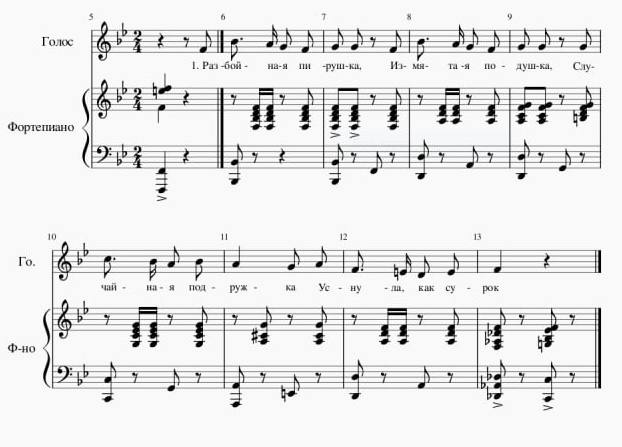 5 6 7 8 9
Голос
1. Раз -бой - на-я пи -руш-ка, Из- мя- та -я по - душ-ка, Слу-
Фортепиано
10 11 12 13
Го.
чай - на - я под - руж - ка Ус - ну - ла, как су - рок
Ф-но